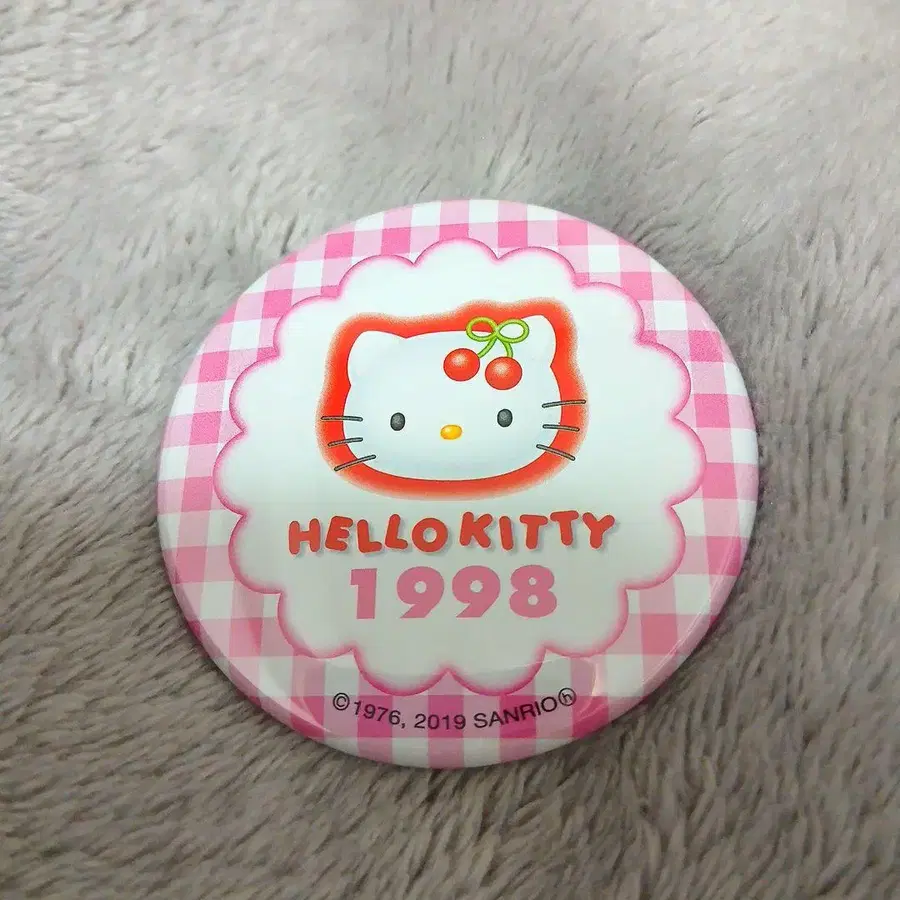 HELLO KITTY
1998
©1976, 2019 SANRIO ⓗ